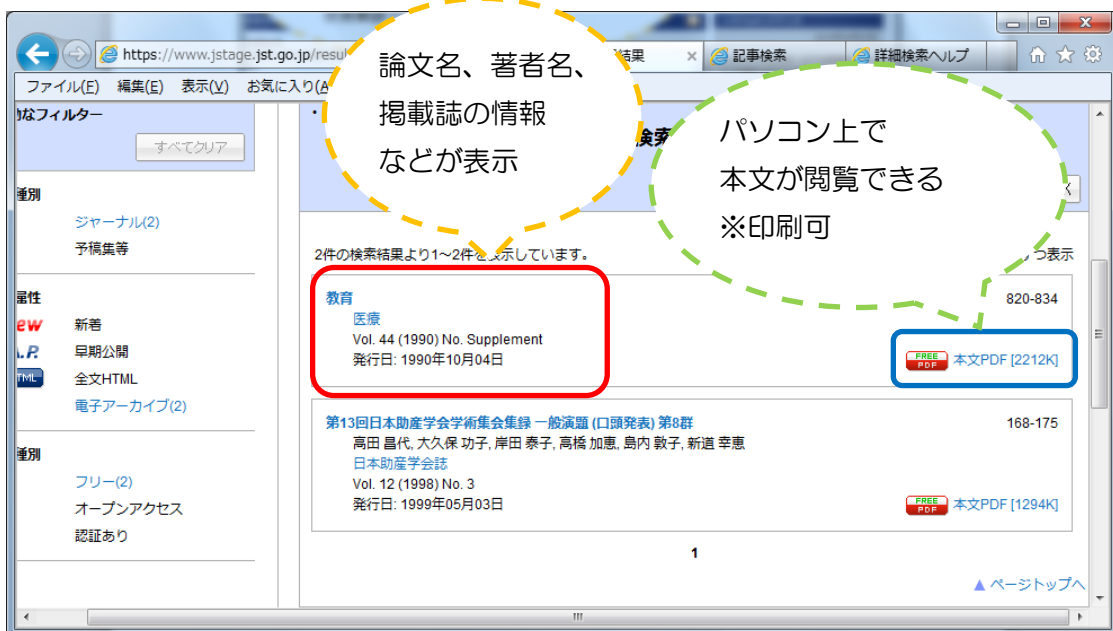 https://www.jstage.jst.go.jp/resul
結果
記事検索
詳細検索ヘルプ
ファイル(F) 編集(E) 表示(V) お気に入り(A
論文名、著者名、
掲載誌の情報
などが表示
パソコン上で
本文が閲覧できる
※印刷可
なフィルター
すべてクリア
種別
ジャーナル(2)
予稿集等
属性
新着
早期公開
全文HTML
電子アーカイブ(2)
種別
フリー(2)
オープンアクセス
認証あり
検索
2件の検索結果より1～2件を表示しています。
つ表示
教育
820-834
医療
Vol. 44 (1990) No. Supplement
発行日: 1990年10月04日
FREE PDF 本文PDF [2212K]
第13回日本助産学会学術集会集録 一般演題 (口頭発表) 第8群
168-175
高田 昌代, 大久保 功子, 岸田 泰子, 高橋 加恵, 島内 敦子, 新道 幸恵
日本助産学会誌
Vol. 12 (1998) No. 3
発行日: 1999年05月03日
FREE PDF 本文PDF [1294K]
1
▲ ページトップへ